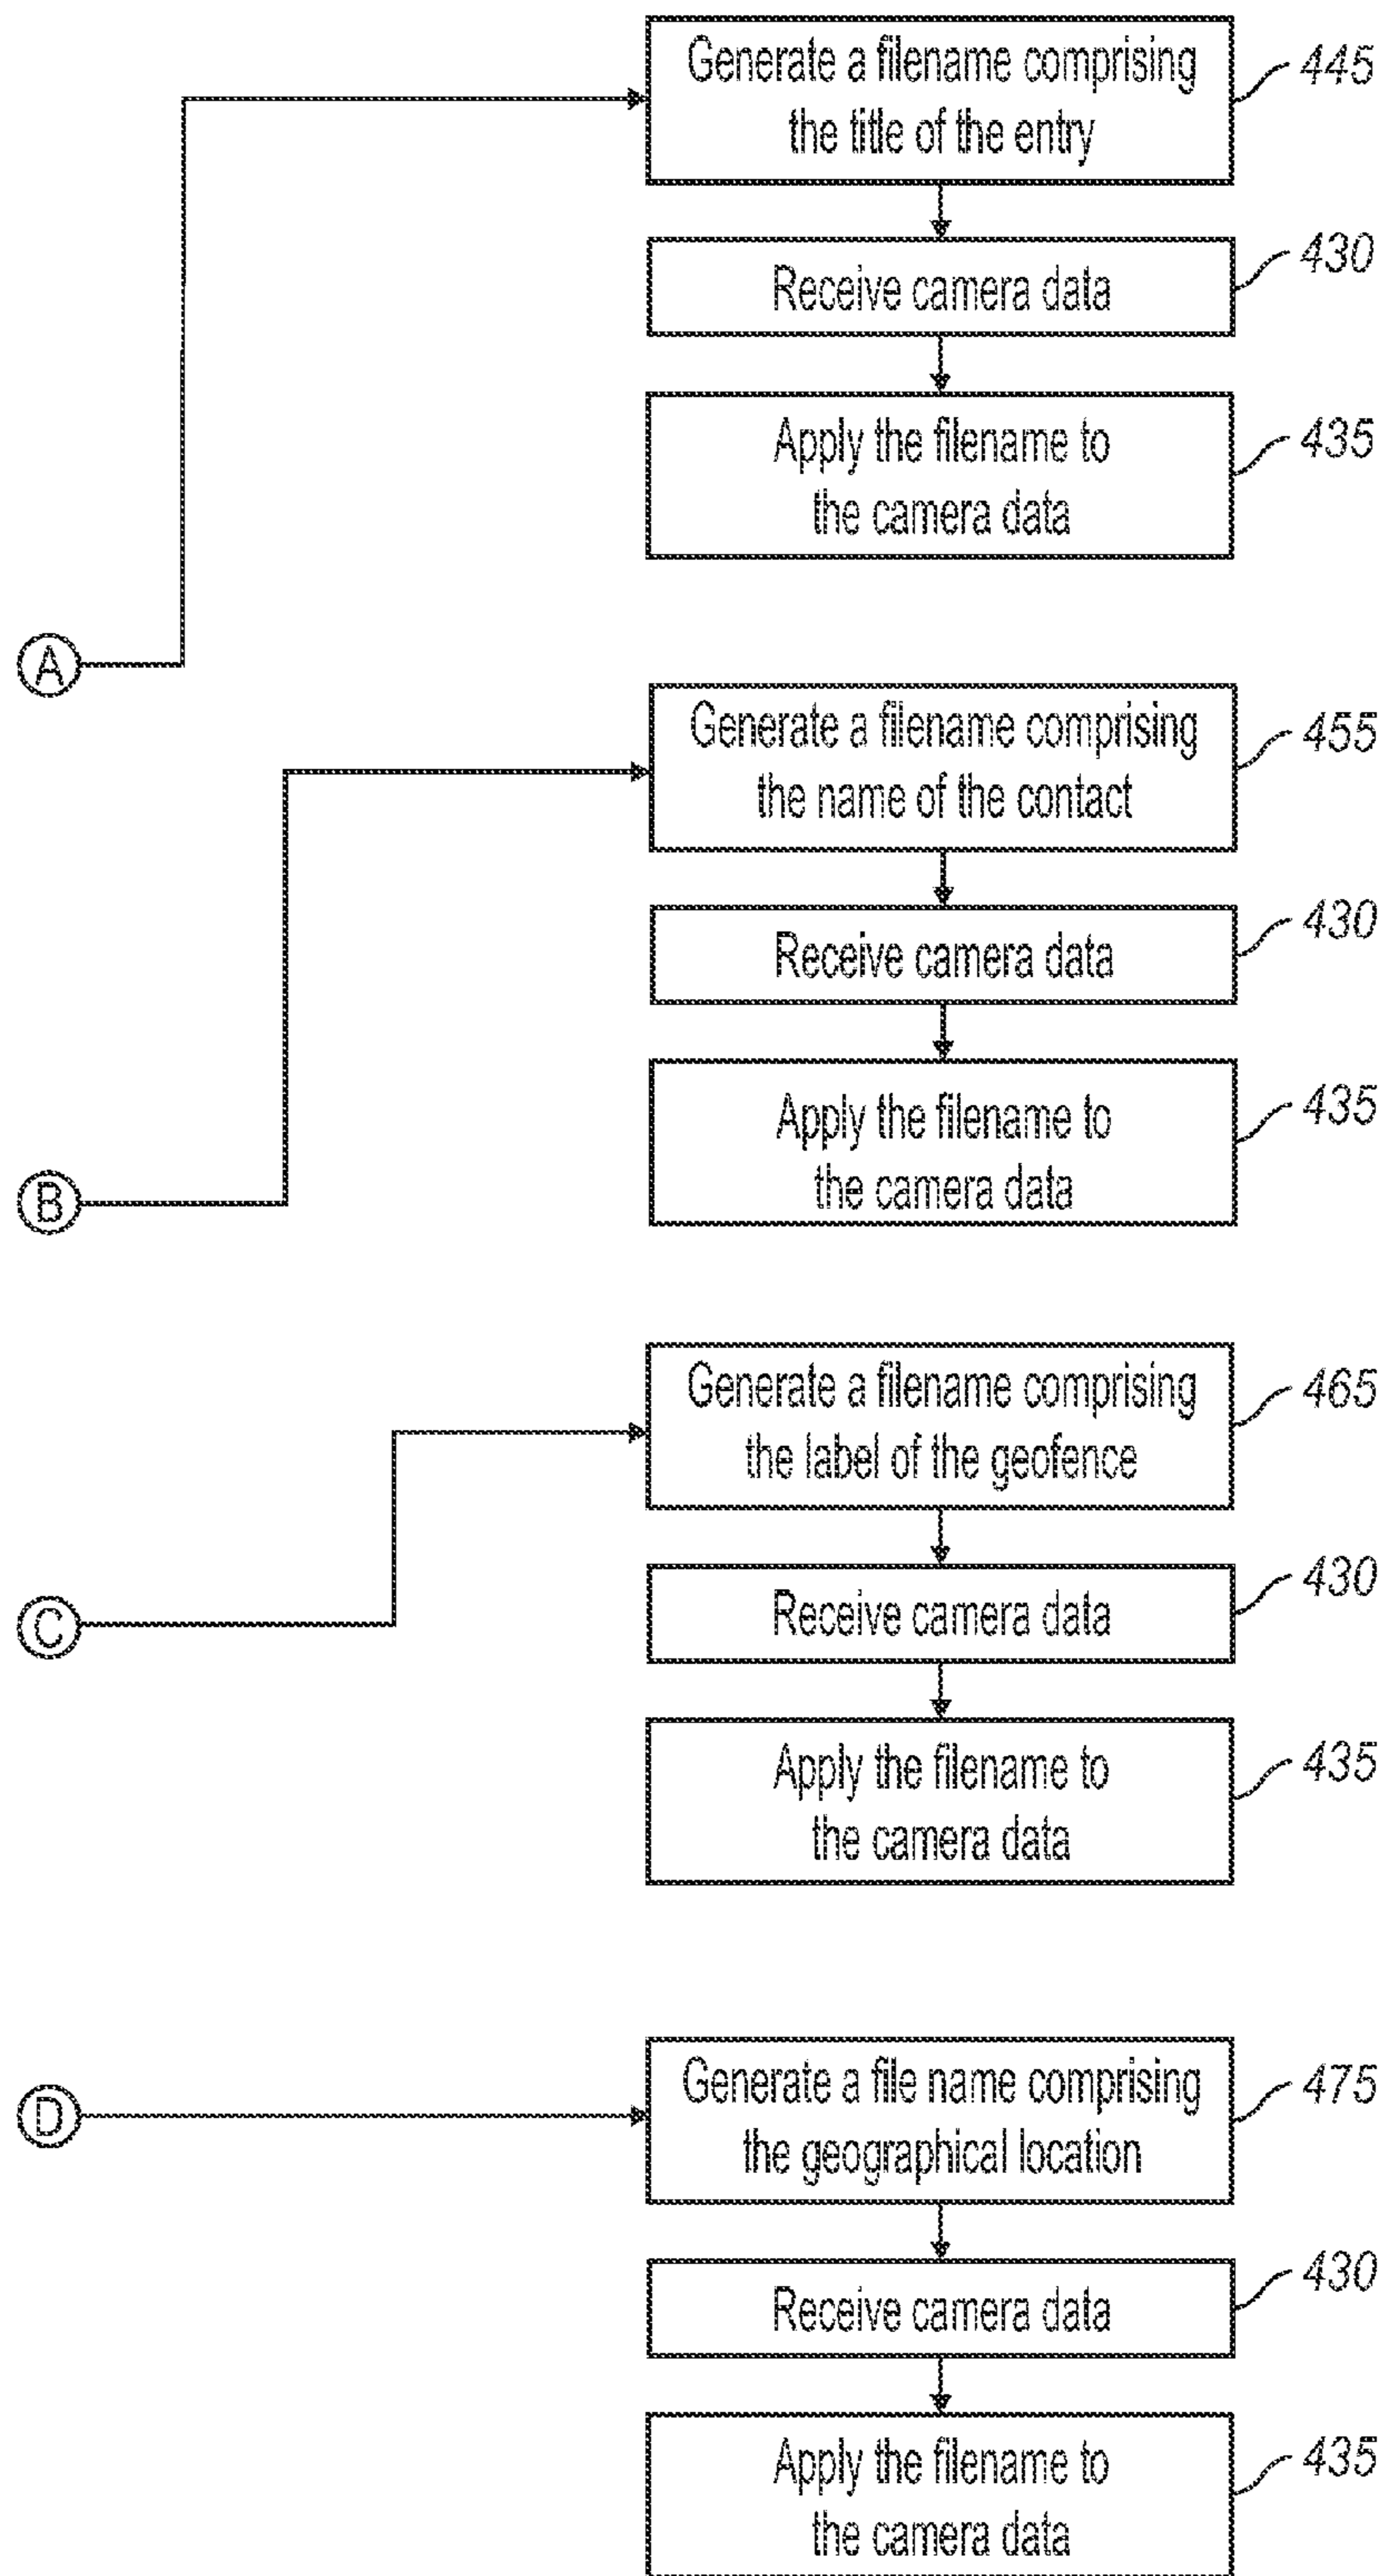 Generate a filename comprising
the title of the entry
445
Receive camera data
430
Apply the filename to
the camera data
435
A
Generate a filename comprising
the name of the contact
455
Receive camera data
430
Apply the filename to
the camera data
435
B
Generate a filename comprising
the label of the geofence
465
Receive camera data
430
C
Apply the filename to
the camera data
435
D
Generate a file name comprising
the geographical location
475
Receive camera data
430
Apply the filename to
the camera data
435